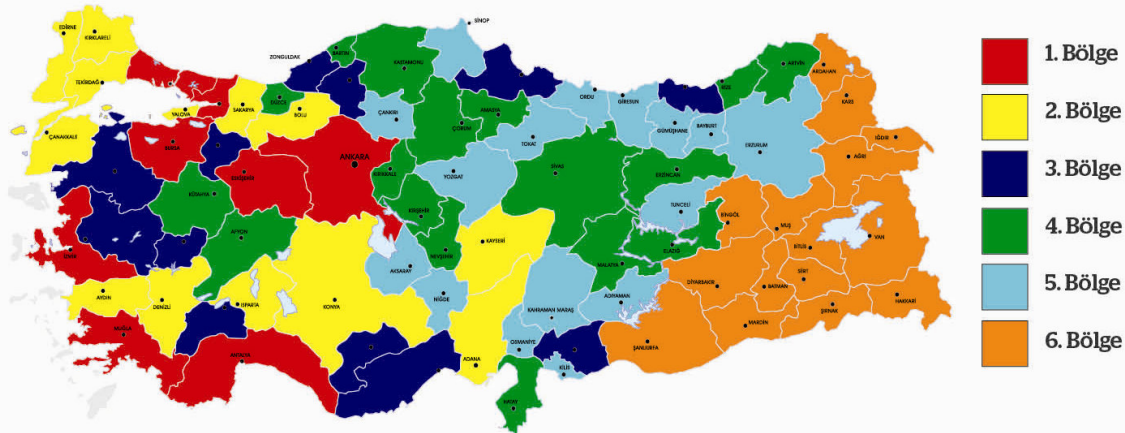 EDİRNE
KIRKLARELİ
TEKİRDAĞ
ÇANAKKALE
YALOVA
SAKARYA
DÜZCE
BOLU
ZONGULDAK
BARTIN
KASTAMONU
SİNOP
ÇANKIRI
ÇORUM
AMASYA
TOKAT
ORDU
GİRESUN
GÜMÜŞHANE
BAYBURT
RİZE
ARTVİN
ARDAHAN
KARS
IĞDIR
AĞRI
ERZURUM
ERZİNCAN
SİVAS
YOZGAT
KIRIKKALE
ANKARA
ESKİŞEHİR
BURSA
KÜTAHYA
AFYON
İZMİR
AYDIN
DENİZLİ
MUĞLA
ISPARTA
ANTALYA
KONYA
AKSARAY
KIRŞEHİR
NEVŞEHİR
NİĞDE
KAYSERİ
ADANA
OSMANİYE
HATAY
KİLİS
KAHRAMAN MARAŞ
ADIYAMAN
MALATYA
ELAZIĞ
TUNCELİ
BİNGÖL
MUŞ
BİTLİS
VAN
DİYARBAKIR
BATMAN
SİİRT
ŞIRNAK
HAKKARİ
MARDİN
ŞANLIURFA
1. Bölge
2. Bölge
3. Bölge
4. Bölge
5. Bölge
6. Bölge